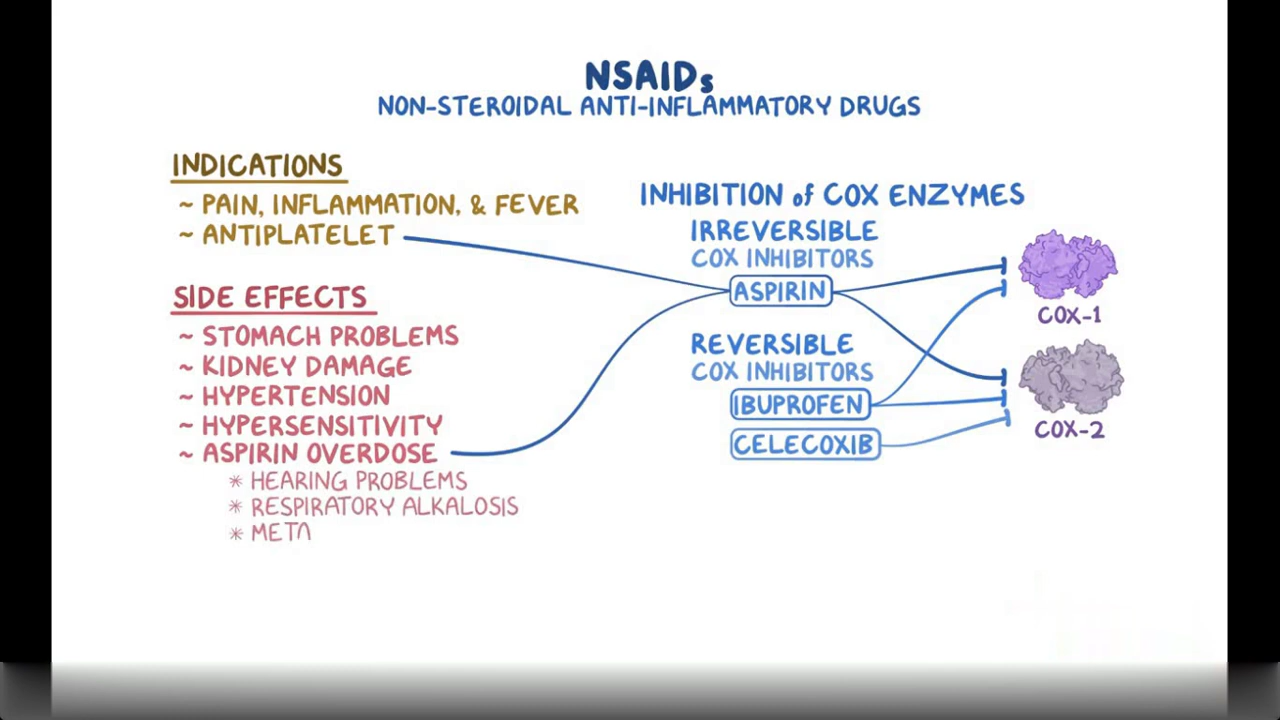 NSAIDs
NON-STEROIDAL ANTI-INFLAMMATORY DRUGS
INDICATIONS
~ PAIN, INFLAMMATION, & FEVER
~ ANTIPLATELET
SIDE EFFECTS
~ STOMACH PROBLEMS
~ KIDNEY DAMAGE
~ HYPERTENSION
~ HYPERSENSITIVITY
~ ASPIRIN OVERDOSE
* HEARING PROBLEMS
* RESPIRATORY ALKALOSIS
* META
INHIBITION of COX ENZYMES
IRREVERSIBLE
COX INHIBITORS
ASPIRIN
REVERSIBLE
COX INHIBITORS
IBUPROFEN
CELECOXIB
COX-1
COX-2